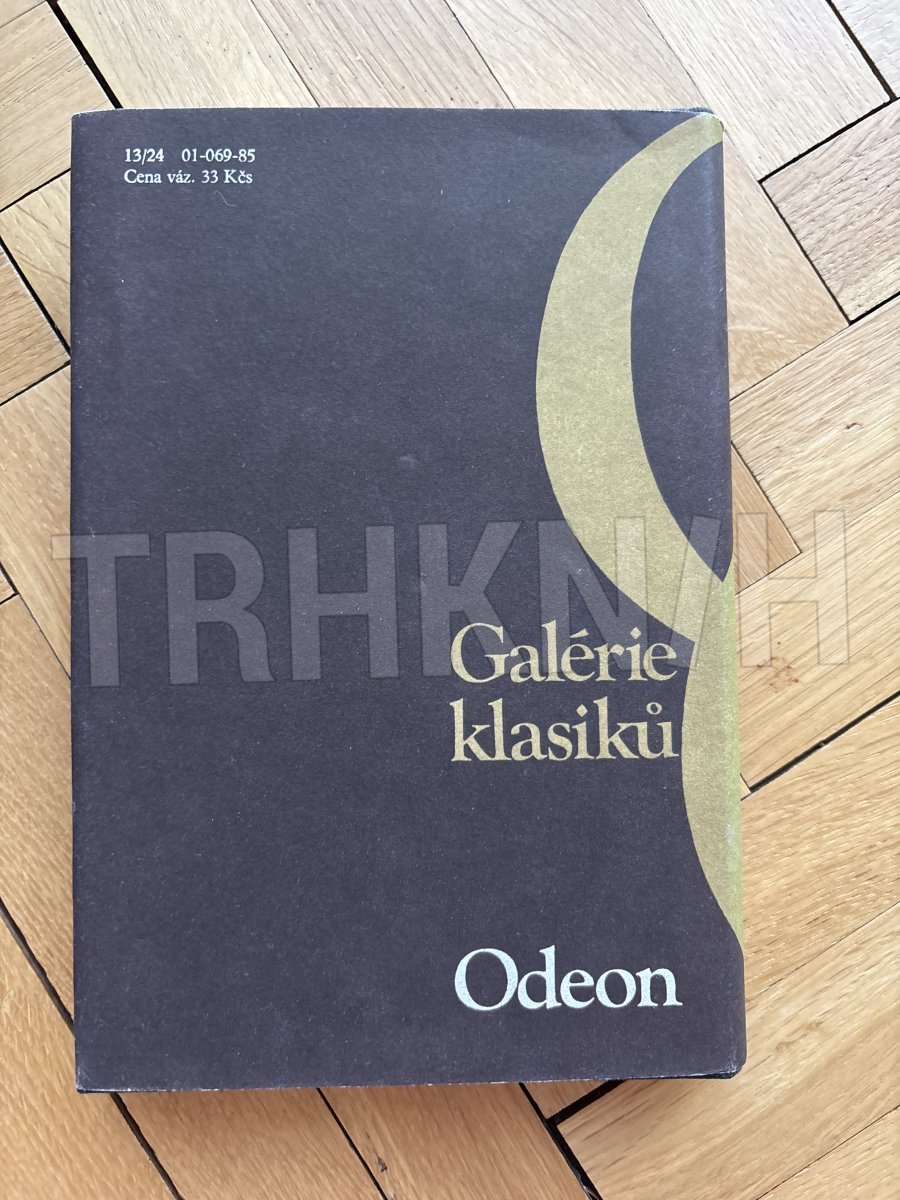 13/24 01-069-85
Cena váz. 33 Kčs
TRHKNIH
Galérie
klasiků
Odeon